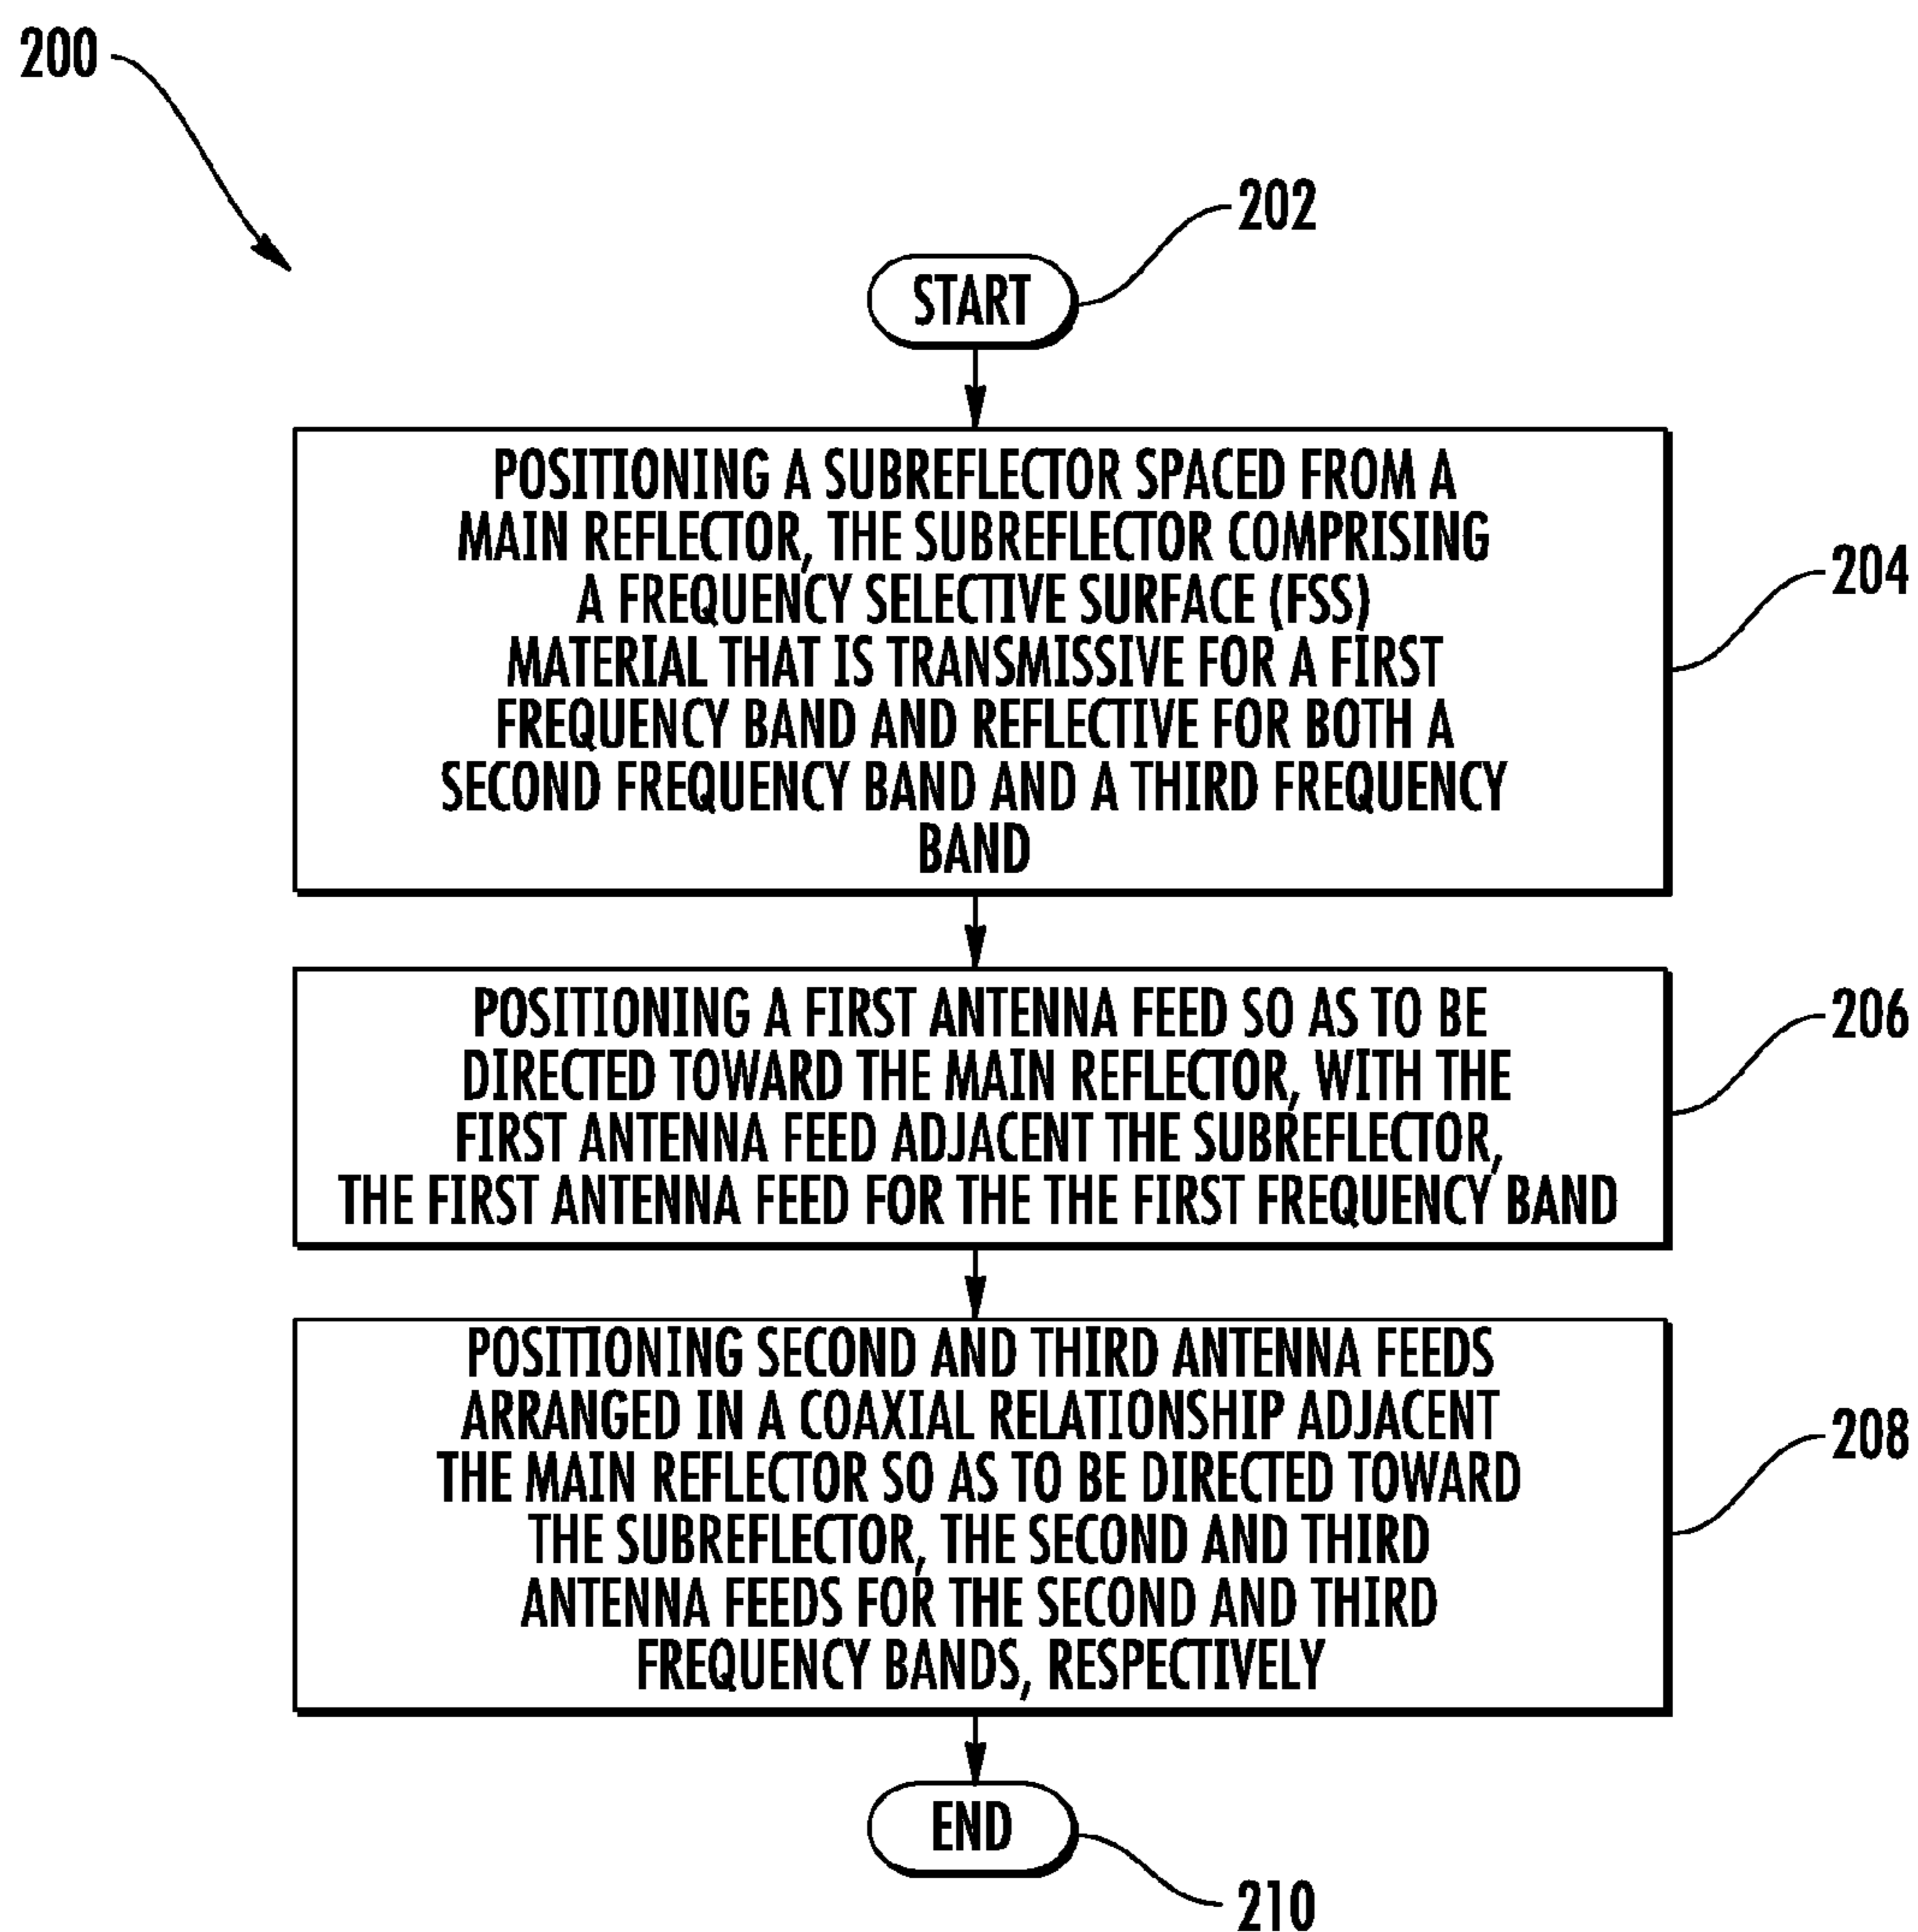 200
202
START
POSITIONING A SUBREFLECTOR SPACED FROM A
MAIN REFLECTOR, THE SUBREFLECTOR COMPRISING
A FREQUENCY SELECTIVE SURFACE (FSS)
MATERIAL THAT IS TRANSMISSIVE FOR A FIRST
FREQUENCY BAND AND REFLECTIVE FOR BOTH A
SECOND FREQUENCY BAND AND A THIRD FREQUENCY
BAND
204
POSITIONING A FIRST ANTENNA FEED SO AS TO BE
DIRECTED TOWARD THE MAIN REFLECTOR, WITH THE
FIRST ANTENNA FEED ADJACENT THE SUBREFLECTOR,
THE FIRST ANTENNA FEED FOR THE THE FIRST FREQUENCY BAND
206
POSITIONING SECOND AND THIRD ANTENNA FEEDS
ARRANGED IN A COAXIAL RELATIONSHIP ADJACENT
THE MAIN REFLECTOR SO AS TO BE DIRECTED TOWARD
THE SUBREFLECTOR, THE SECOND AND THIRD
ANTENNA FEEDS FOR THE SECOND AND THIRD
FREQUENCY BANDS, RESPECTIVELY
208
END
210